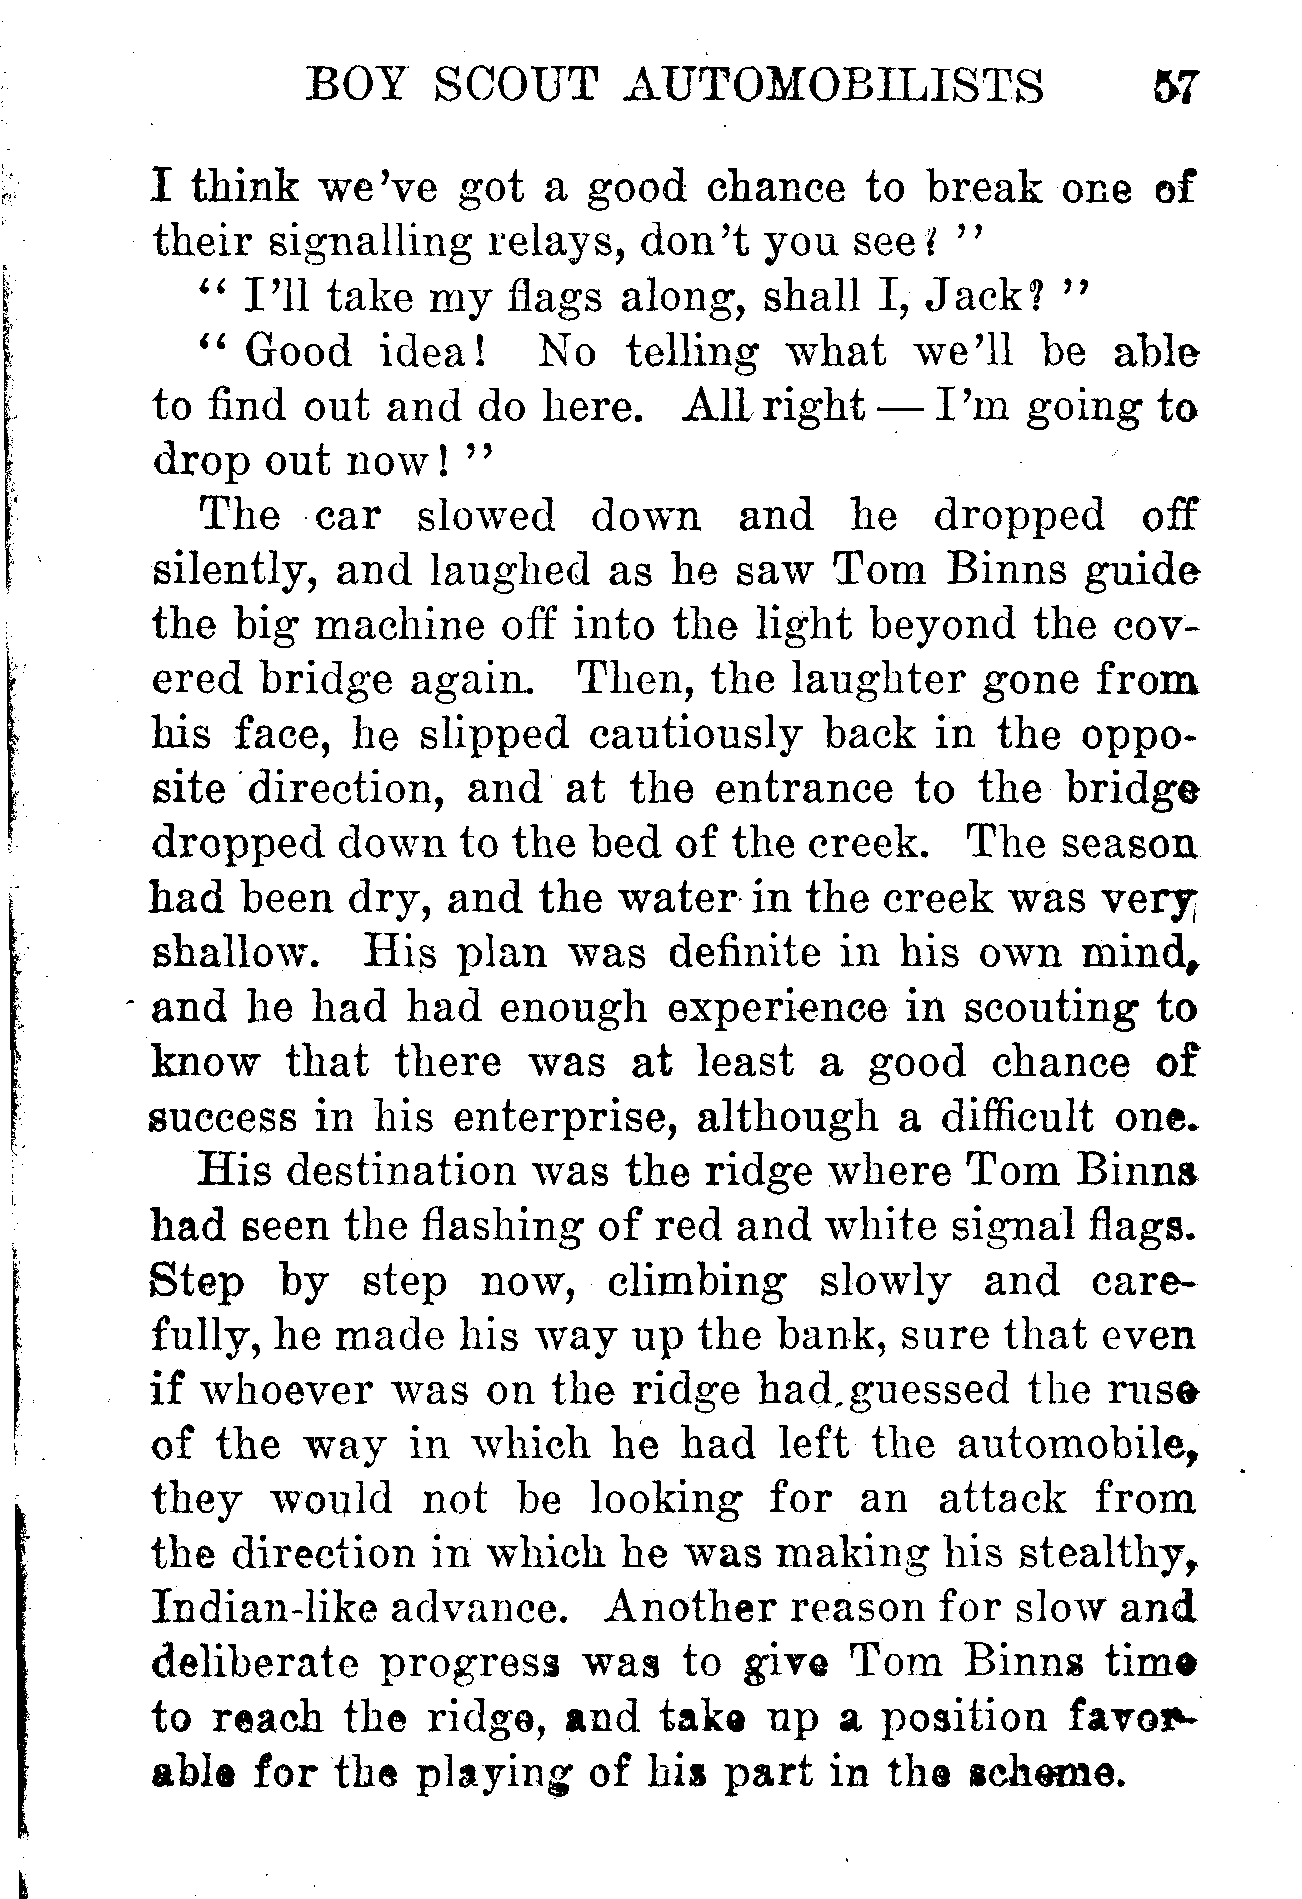 BOY SCOUT AUTOMOBILISTS 57
I think we've got a good chance to break one of
their signalling relays, don't you see? ”
“ I'll take my flags along, shall I, Jack? ”
“ Good idea! No telling what we'll be able
to find out and do here. All right — I'm going to
drop out now! ”
The car slowed down and he dropped off
silently, and laughed as he saw Tom Binns guide
the big machine off into the light beyond the cov-
ered bridge again. Then, the laughter gone from
his face, he slipped cautiously back in the oppo-
site direction, and at the entrance to the bridge
dropped down to the bed of the creek. The season
had been dry, and the water in the creek was very
shallow. His plan was definite in his own mind,
and he had had enough experience in scouting to
know that there was at least a good chance of
success in his enterprise, although a difficult one.
His destination was the ridge where Tom Binns
had seen the flashing of red and white signal flags.
Step by step now, climbing slowly and care-
fully, he made his way up the bank, sure that even
if whoever was on the ridge had guessed the ruse
of the way in which he had left the automobile,
they would not be looking for an attack from
the direction in which he was making his stealthy,
Indian-like advance. Another reason for slow and
deliberate progress was to give Tom Binns time
to reach the ridge, and take up a position favor-
able for the playing of his part in the scheme.